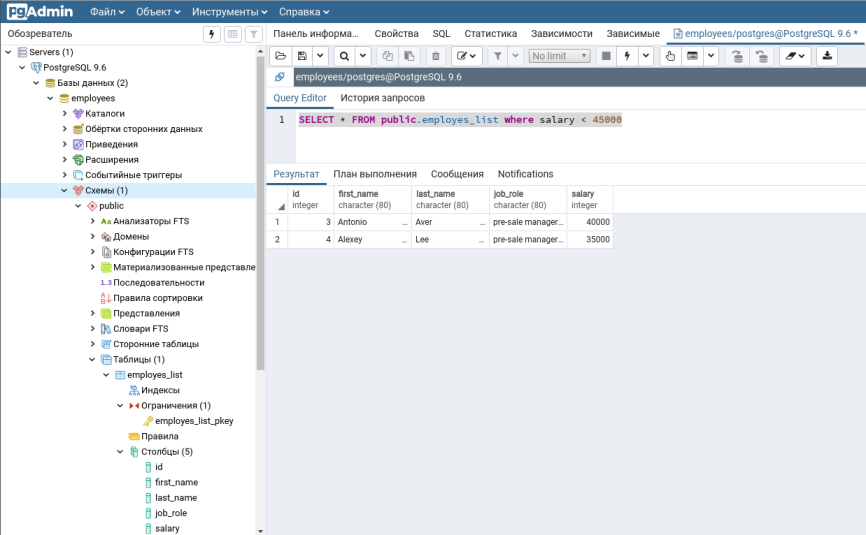 pgAdmin Файл Объект Инструменты Справка
Обозреватель
Servers (1)
PostgreSQL 9.6
Базы данных (2)
employees
Каталоги
Обёртки сторонних данных
Приведения
Расширения
Событийные триггеры
Схемы (1)
public
Aa Анализаторы FTS
Домены
Конфигурации FTS
Материализованные представле
1..3 Последовательности
Правила сортировки
Представления
Словари FTS
Сторонние таблицы
Таблицы (1)
employes_list
Индексы
Ограничения (1)
employes_list_pkey
Правила
Столбцы (5)
id
first_name
last_name
job_role
salary
Панель информа... Свойства SQL Статистика Зависимости Зависимые employees/postgres@PostgreSQL 9.6 *
No limit
employees/postgres@PostgreSQL 9.6
Query Editor История запросов
1 SELECT * FROM public.employes_list where salary < 45000
Результат План выполнения Сообщения Notifications
id first_name last_name job_role salary
integer character (80) character (80) character (80) integer
1 3 Antonio ... Aver ... pre-sale manager... 40000
2 4 Alexey ... Lee ... pre-sale manager... 35000